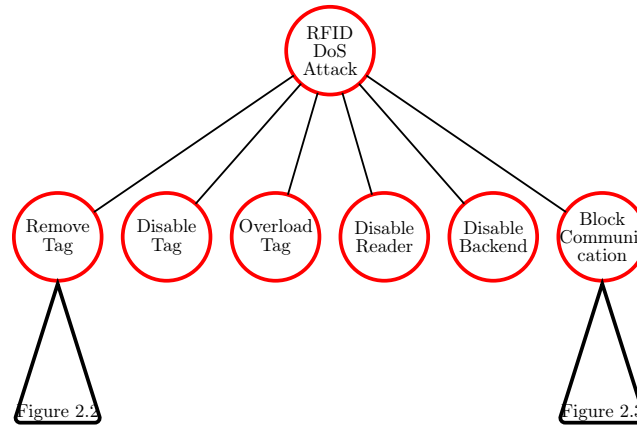 RFID
DoS
Attack
Remove
Tag
Disable
Tag
Overload
Tag
Disable
Reader
Disable
Backend
Block
Communi
cation
Figure 2.2
Figure 2.3